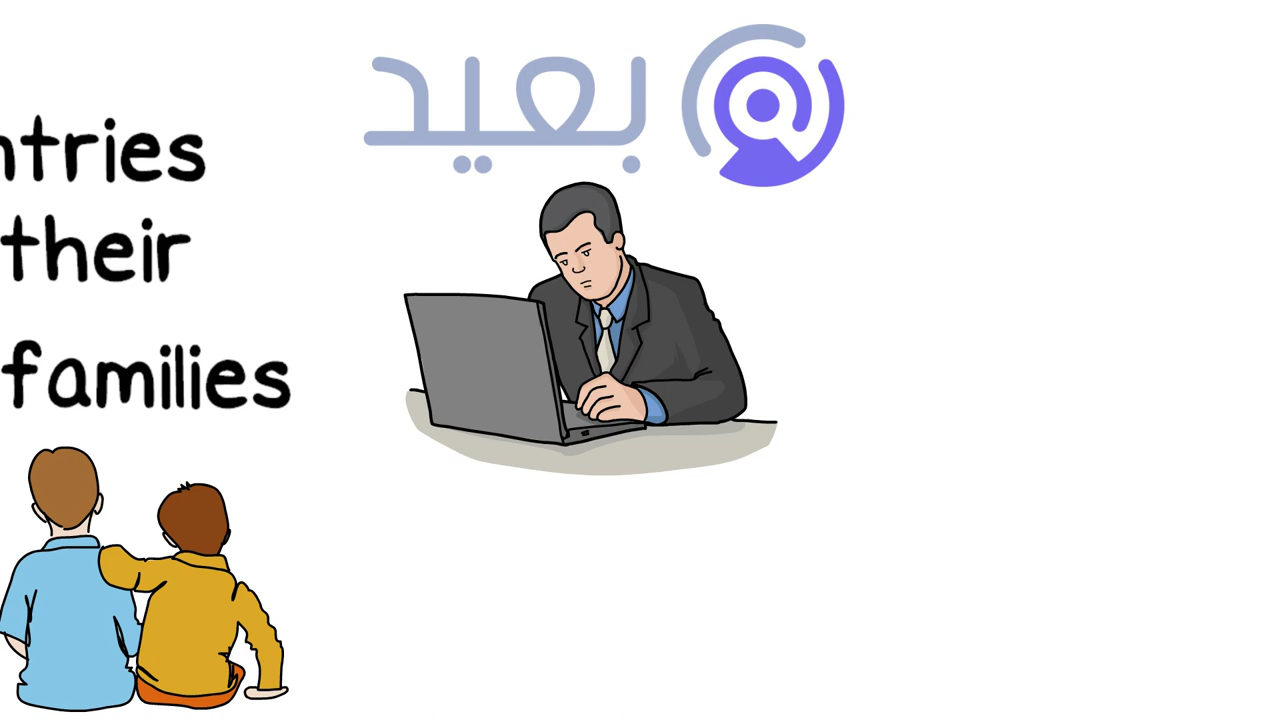 بعيد
ntries
their
families